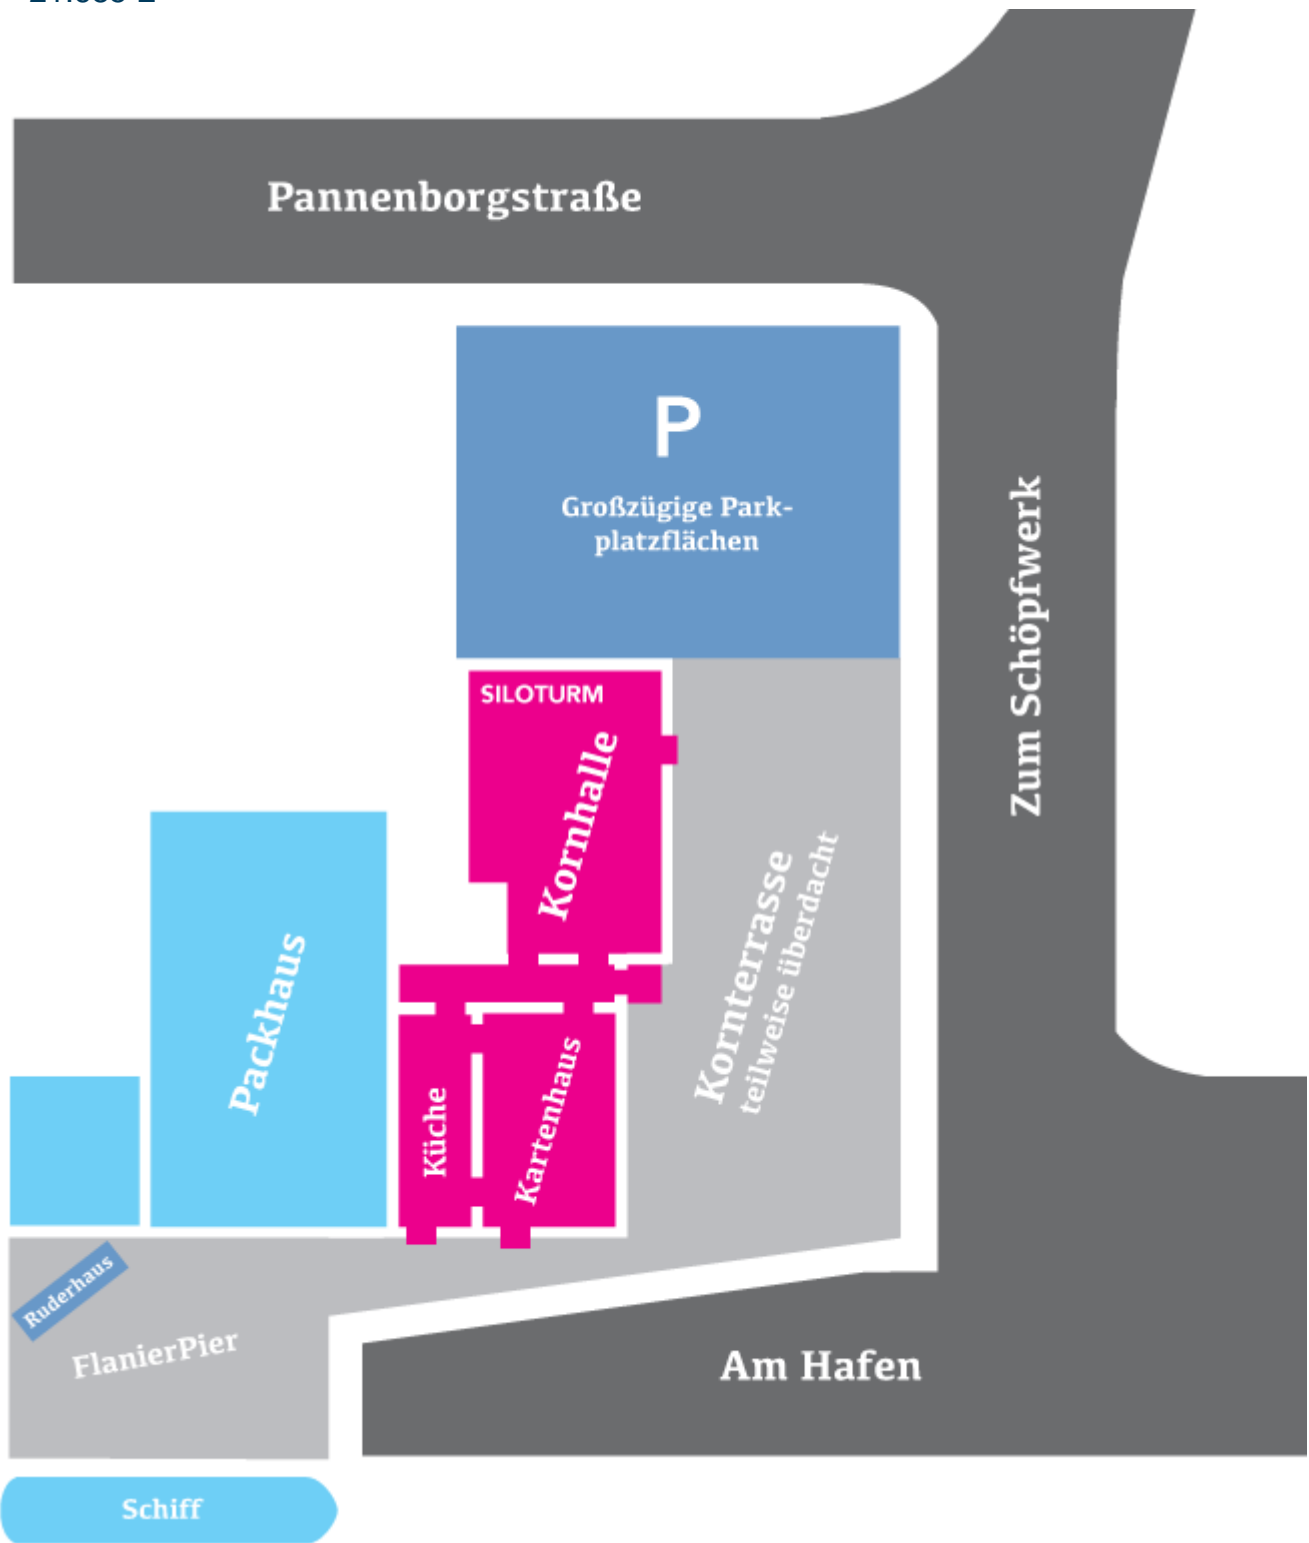 Pannenborgstraße
P
Großzügige Park-
platzflächen
Zum Schöpfwerk
SILOTURM
Kornhalle
Kornterrasse
teilweise überdacht
Packhaus
Küche
Kartenhaus
Ruderhaus
FlanierPier
Am Hafen
Schiff